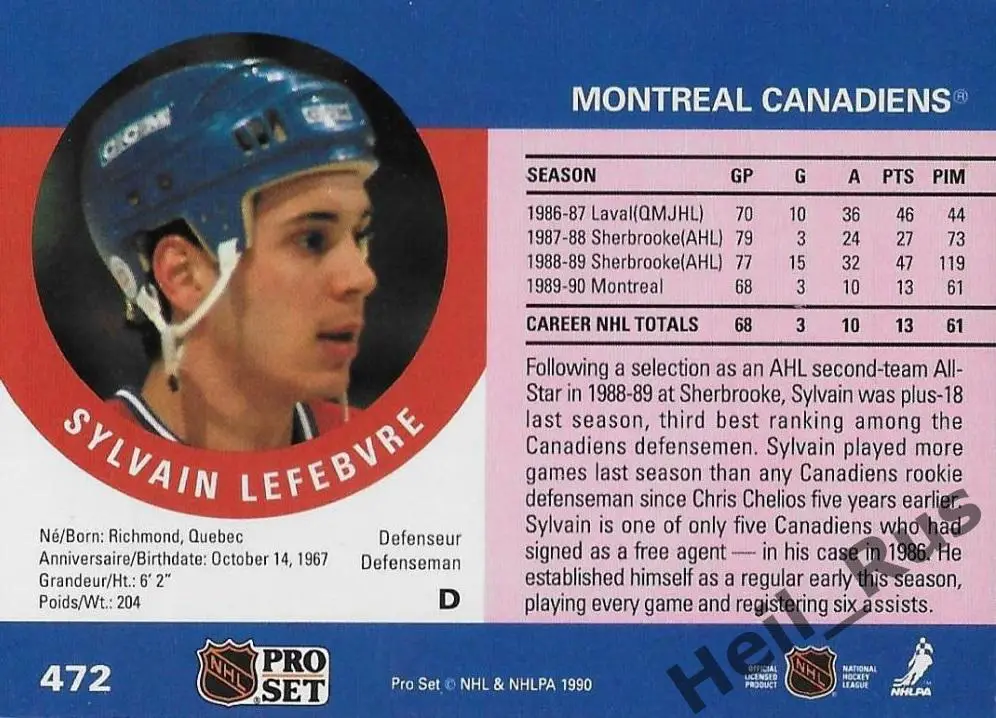 MONTREAL CANADIENS®
SEASON GP G A PTS PIM
1986-87 Laval(QMJHL) 70 10 36 46 44
1987-88 Sherbrooke(AHL) 79 3 24 27 73
1988-89 Sherbrooke(AHL) 77 15 32 47 119
1989-90 Montreal 68 3 10 13 61
CAREER NHL TOTALS 68 3 10 13 61
Following a selection as an AHL second-team All-
Star in 1988-89 at Sherbrooke, Sylvain was plus-18
last season, third best ranking among the
Canadiens defensemen. Sylvain played more
games last season than any Canadiens rookie
defenseman since Chris Chelios five years earlier.
Sylvain is one of only five Canadiens who had
signed as a free agent — in his case in 1986. He
established himself as a regular early this season,
playing every game and registering six assists.
SYLVAIN LEFEBVRE
Né/Born: Richmond, Quebec
Anniversaire/Birthdate: October 14, 1967
Grandeur/Ht.: 6' 2"
Poids/Wt.: 204
Defenseur
Defenseman
D
472
NHL
PRO
SET
Pro Set © NHL & NHLPA 1990
OFFICIAL
LICENSED
PRODUCT
NHL
NATIONAL
HOCKEY
LEAGUE
NHLPA
Heil_Rus